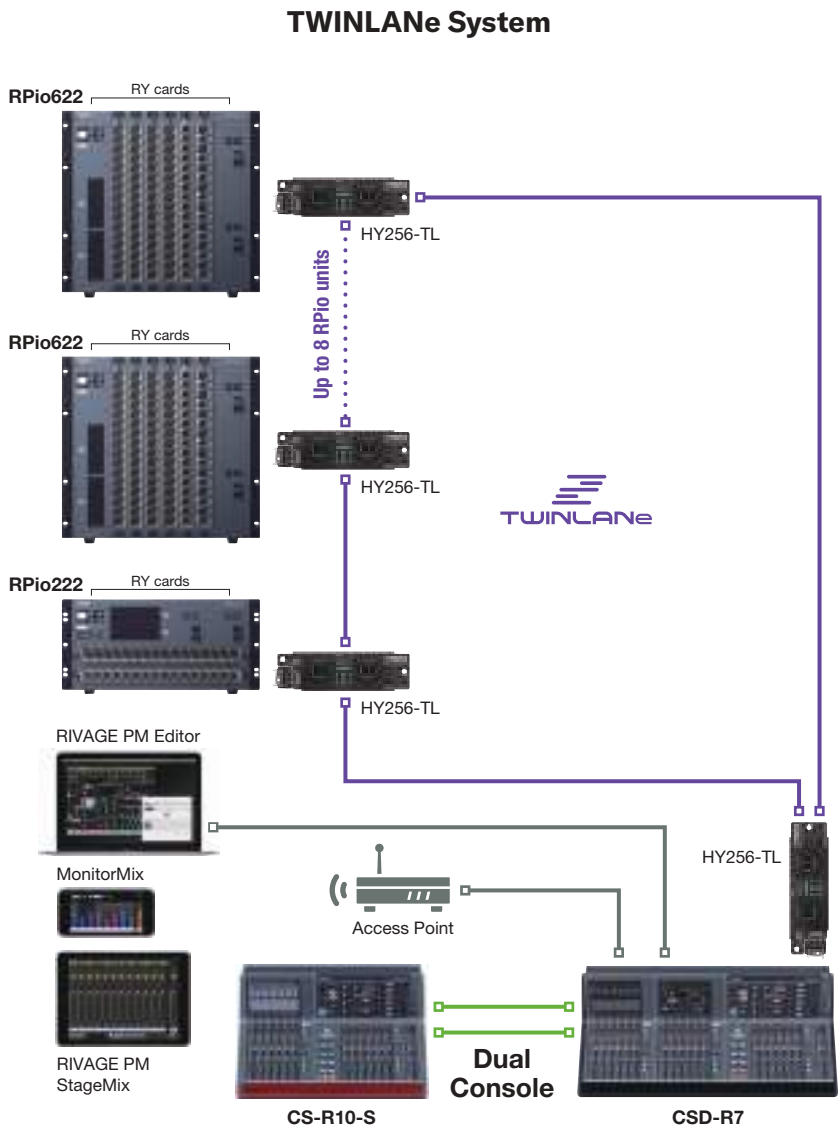 TWINLANe System
RPio622
RY cards
HY256-TL
Up to 8 RPio units
RPio622
RY cards
HY256-TL
TWINLANe
RPio222
RY cards
HY256-TL
RIVAGE PM Editor
HY256-TL
MonitorMix
Access Point
RIVAGE PM
StageMix
Dual
Console
CS-R10-S
CSD-R7